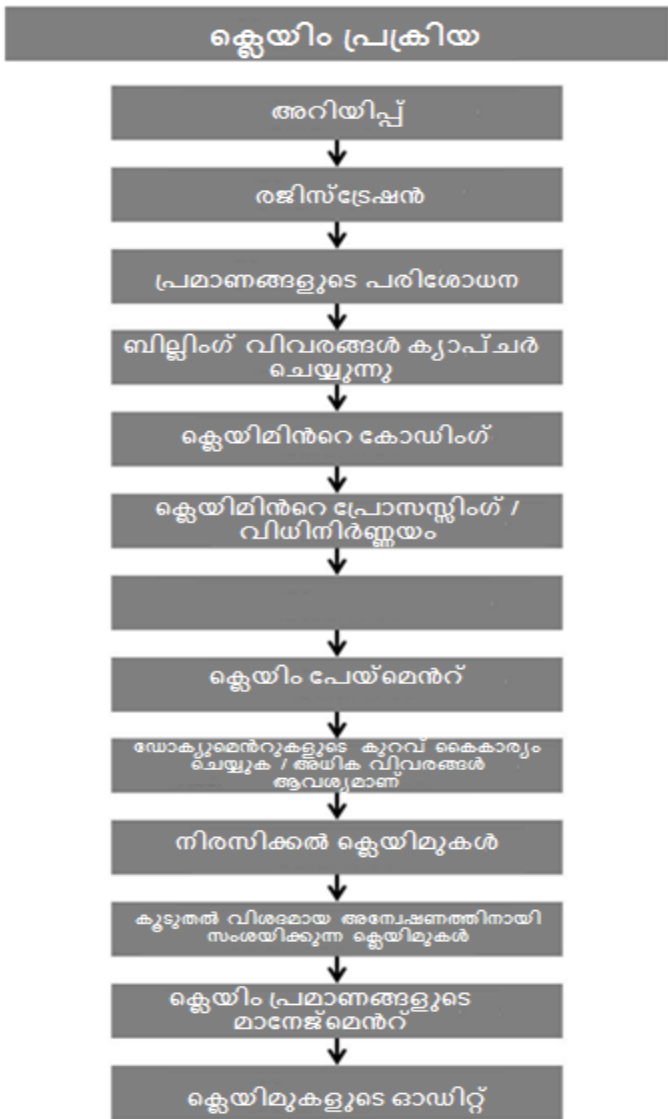 ക്ലെയിം പ്രക്രിയ
അറിയിപ്പ്
രജിസ്ട്രേഷൻ
പ്രമാണങ്ങളുടെ പരിശോധന
ബില്ലിംഗ് വിവരങ്ങൾ ക്യാപ്ചർ
ചെയ്യുന്നു
ക്ലെയിമിൻറെ കോഡിംഗ്
ക്ലെയിമിൻറെ പ്രോസസ്സിംഗ് /
വിധിനിർണ്ണയം
ക്ലെയിം പേയ്മെൻറ്
ഡോക്യുമെൻറുകളുടെ കുറവ് കൈകാര്യം
ചെയ്യുക / അധിക വിവരങ്ങൾ
ആവശ്യമാണ്
നിരസിക്കൽ ക്ലെയിമുകൾ
കൂടുതൽ വിശദമായ അന്വേഷണത്തിനായി
സംശയിക്കുന്ന ക്ലെയിമുകൾ
ക്ലെയിം പ്രമാണങ്ങളുടെ
മാനേജ്മെൻറ്
ക്ലെയിമുകളുടെ ഓഡിറ്റ്